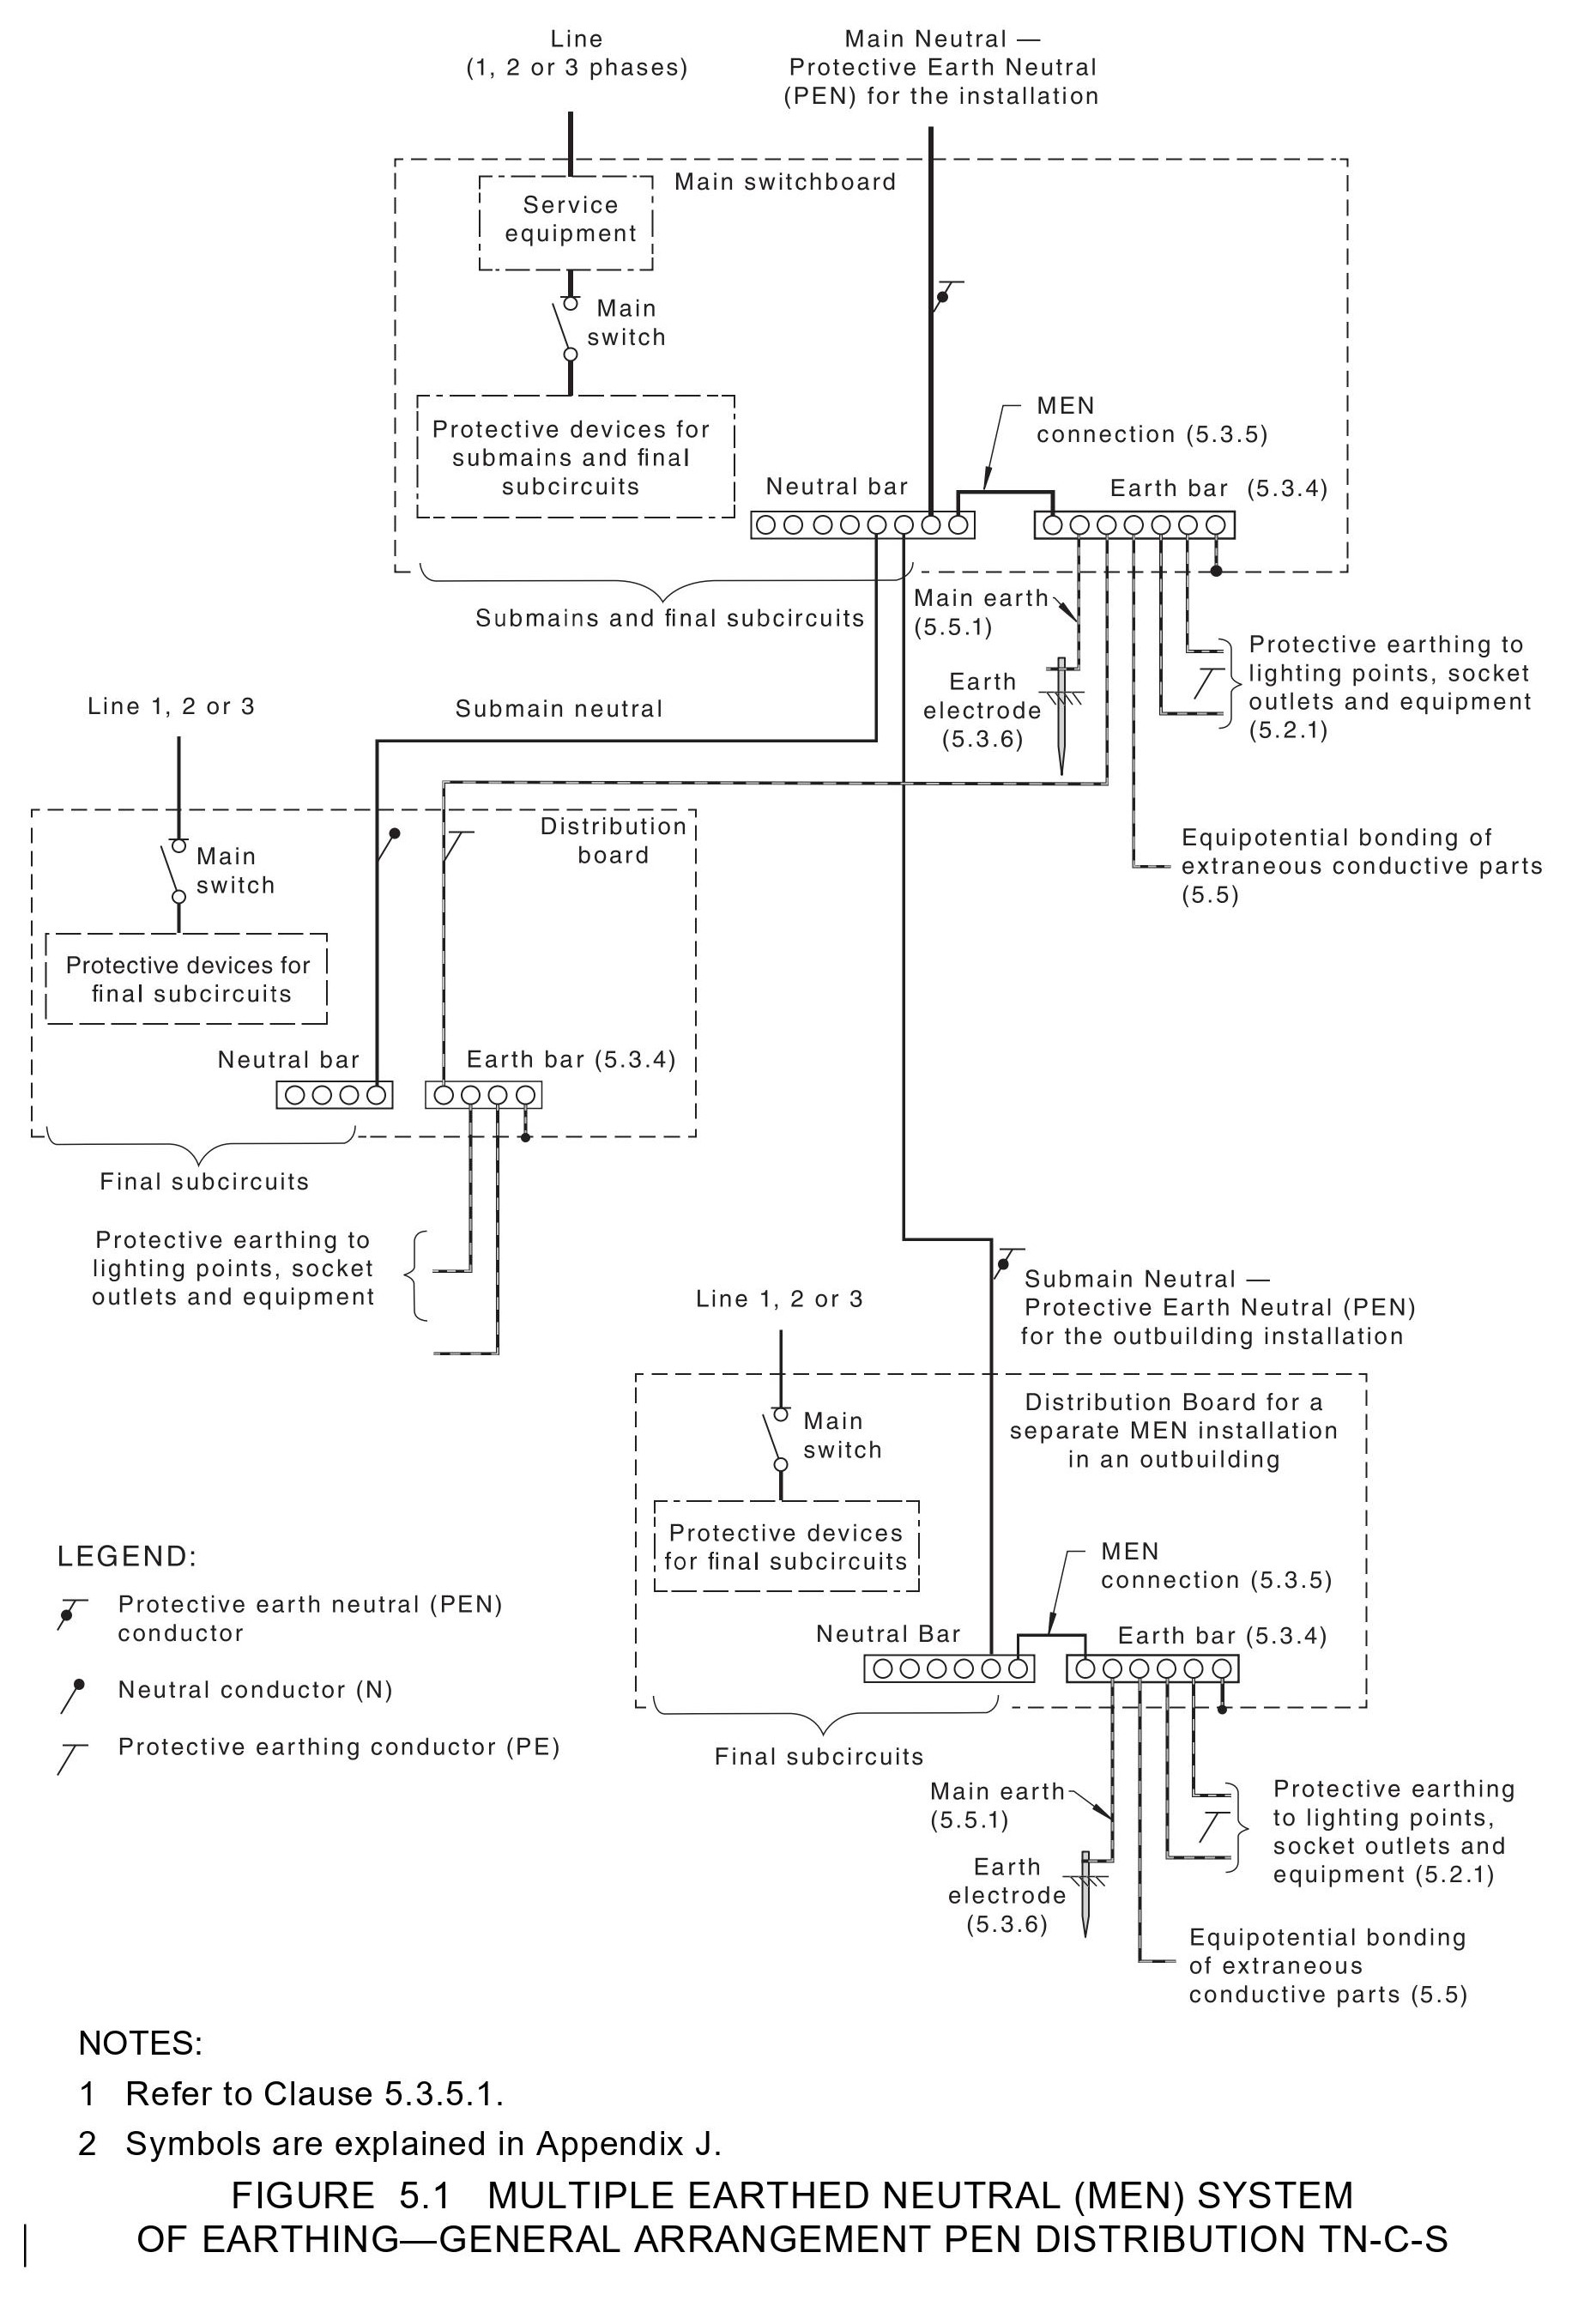 Line
(1, 2 or 3 phases)
Main Neutral —
Protective Earth Neutral
(PEN) for the installation
Main switchboard
Service
equipment
Main
switch
Protective devices for
submains and final
subcircuits
MEN
connection (5.3.5)
Neutral bar
Earth bar (5.3.4)
Submains and final subcircuits
Main earth
(5.5.1)
Earth
electrode
(5.3.6)
Protective earthing to
lighting points, socket
outlets and equipment
(5.2.1)
Equipotential bonding of
extraneous conductive parts
(5.5)
Line 1, 2 or 3
Submain neutral
Distribution
board
Main
switch
Protective devices for
final subcircuits
Neutral bar
Earth bar (5.3.4)
Final subcircuits
Protective earthing to
lighting points, socket
outlets and equipment
Submain Neutral —
Protective Earth Neutral (PEN)
for the outbuilding installation
Line 1, 2 or 3
Distribution Board for a
separate MEN installation
in an outbuilding
Main
switch
Protective devices
for final subcircuits
MEN
connection (5.3.5)
Neutral Bar
Earth bar (5.3.4)
Final subcircuits
Main earth
(5.5.1)
Earth
electrode
(5.3.6)
Protective earthing
to lighting points,
socket outlets and
equipment (5.2.1)
Equipotential bonding
of extraneous
conductive parts (5.5)
LEGEND:
Protective earth neutral (PEN)
conductor
Neutral conductor (N)
Protective earthing conductor (PE)
NOTES:
1 Refer to Clause 5.3.5.1.
2 Symbols are explained in Appendix J.
FIGURE 5.1 MULTIPLE EARTHED NEUTRAL (MEN) SYSTEM
OF EARTHING—GENERAL ARRANGEMENT PEN DISTRIBUTION TN-C-S